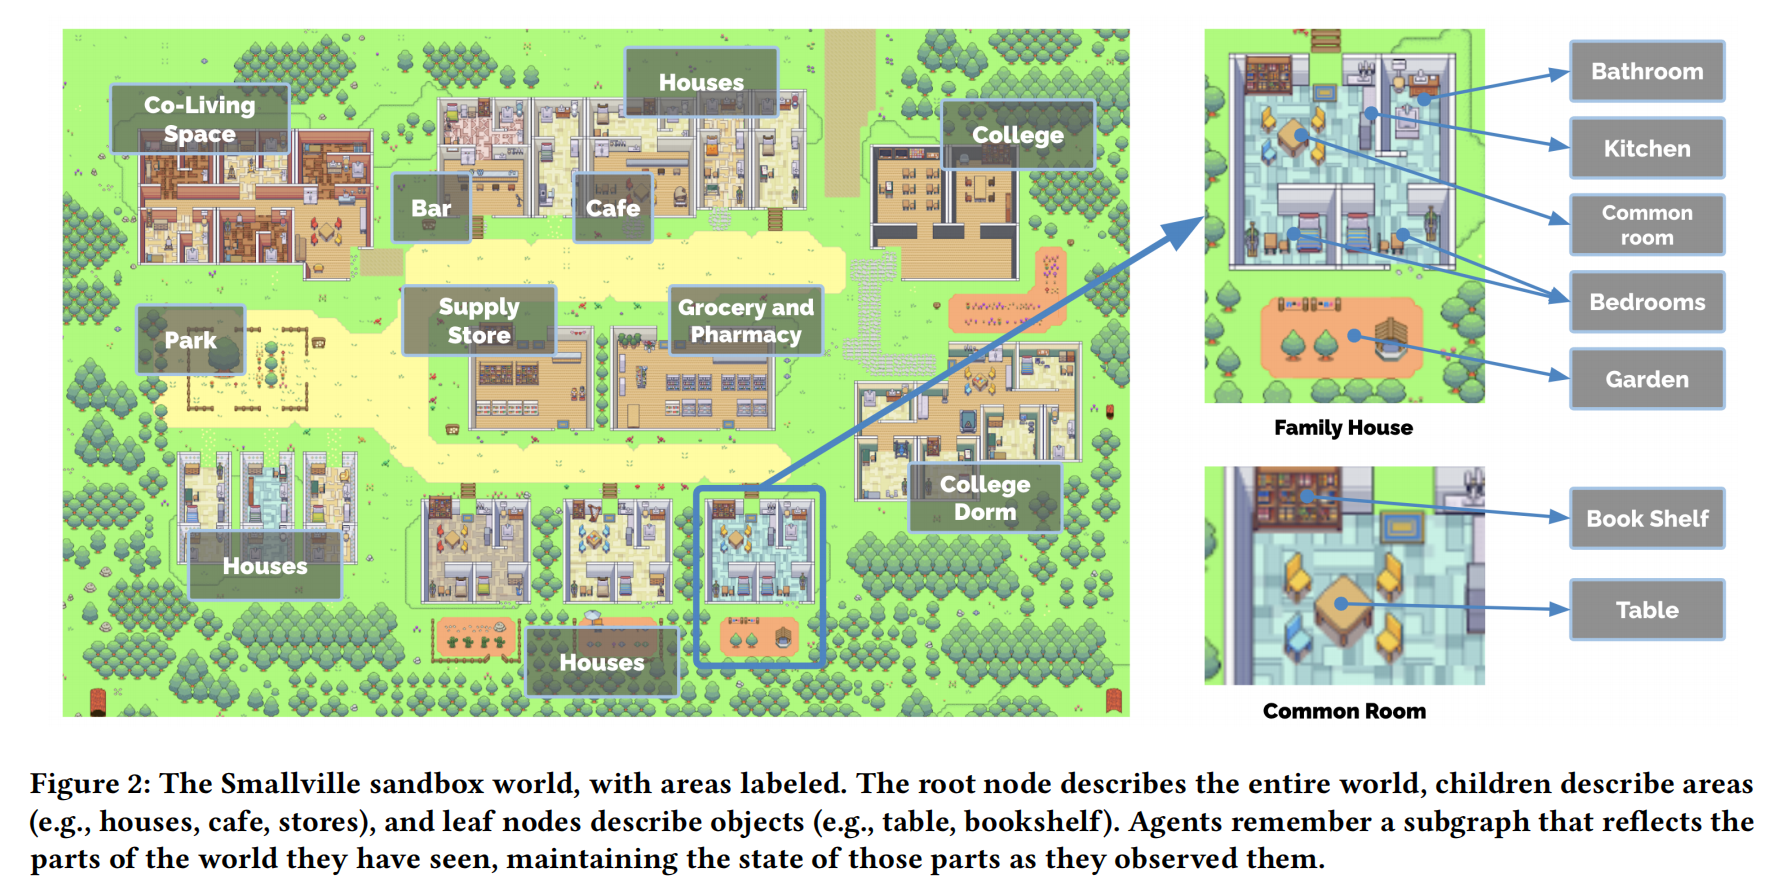 Houses
Co-Living
Space
College
Bar
Cafe
Supply
Store
Grocery and
Pharmacy
Park
College
Dorm
Houses
Houses
Bathroom
Kitchen
Common
room
Bedrooms
Garden
Family House
Book Shelf
Table
Common Room
Figure 2: The Smallville sandbox world, with areas labeled. The root node describes the entire world, children describe areas
(e.g., houses, cafe, stores), and leaf nodes describe objects (e.g., table, bookshelf). Agents remember a subgraph that reflects the
parts of the world they have seen, maintaining the state of those parts as they observed them.